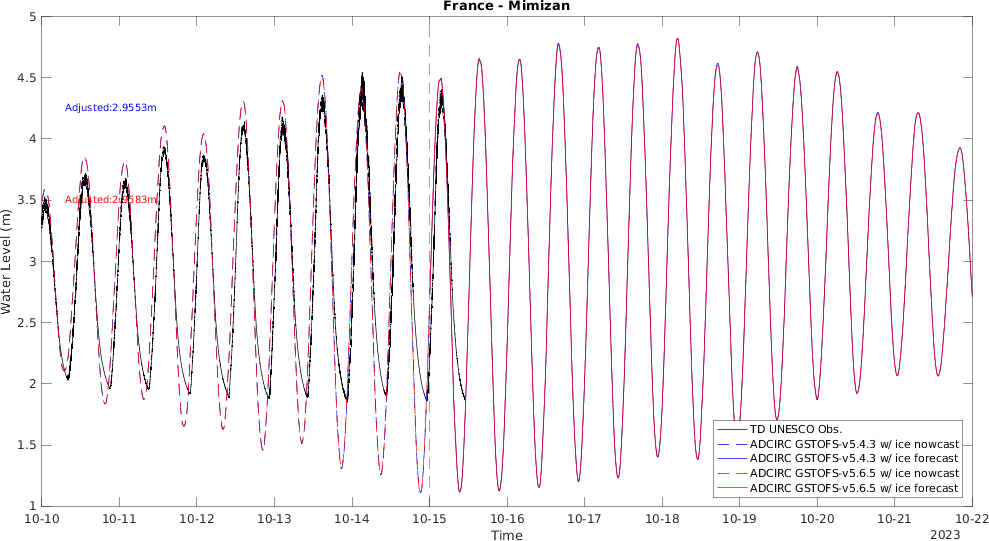 France - Mimizan
5
4.5
4
3.5
3
2.5
2
1.5
1
Water Level (m)
Adjusted:2.9553m
Adjusted:2.9583m
TD UNESCO Obs.
ADCIRC GSTOFS-v5.4.3 w/ ice nowcast
ADCIRC GSTOFS-v5.4.3 w/ ice forecast
ADCIRC GSTOFS-v5.6.5 w/ ice nowcast
ADCIRC GSTOFS-v5.6.5 w/ ice forecast
10-10 10-11 10-12 10-13 10-14 10-15 10-16 10-17 10-18 10-19 10-20 10-21 10-22
Time
2023